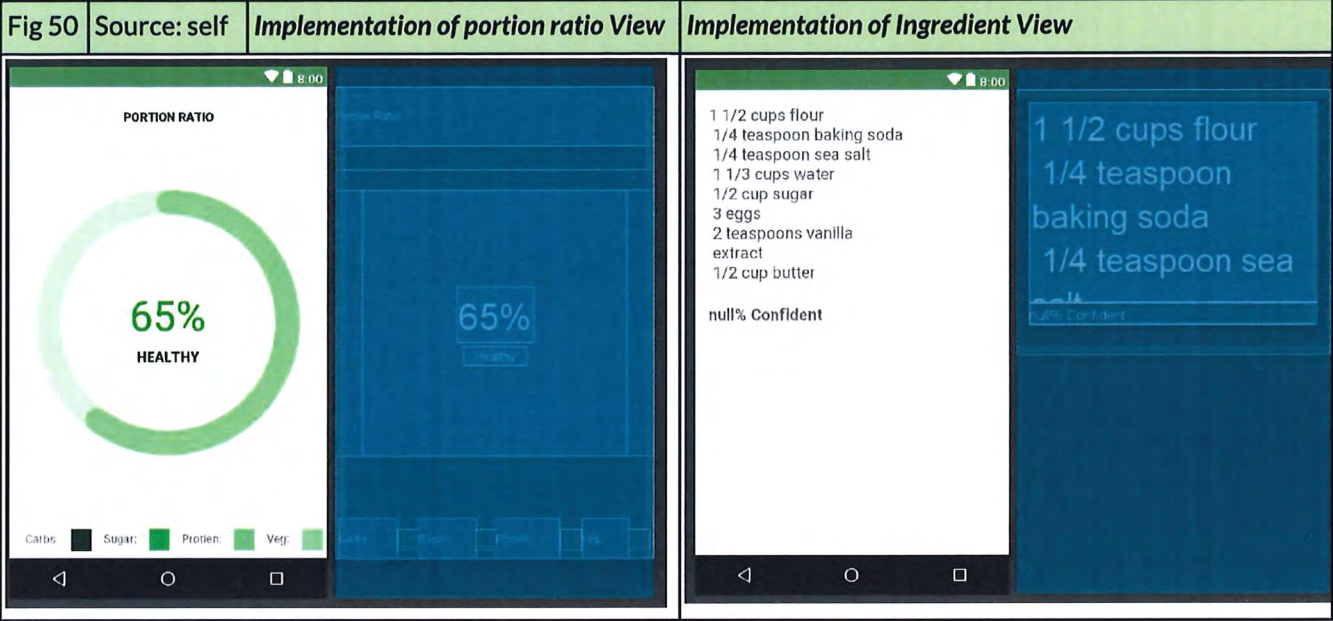 Fig 50 Source: self Implementation of portion ratio View Implementation of Ingredient View
8:00
PORTION RATIO
65%
HEALTHY
Carbs: Sugar: Protien: Veg:
Portion Ratio
65%
Healthy
8:00
1 1/2 cups flour
1/4 teaspoon baking soda
1/4 teaspoon sea salt
1 1/3 cups water
1/2 cup sugar
3 eggs
2 teaspoons vanilla
extract
1/2 cup butter
null% Confident
1 1/2 cups flour
1/4 teaspoon
baking soda
1/4 teaspoon sea
salt
null% Confident